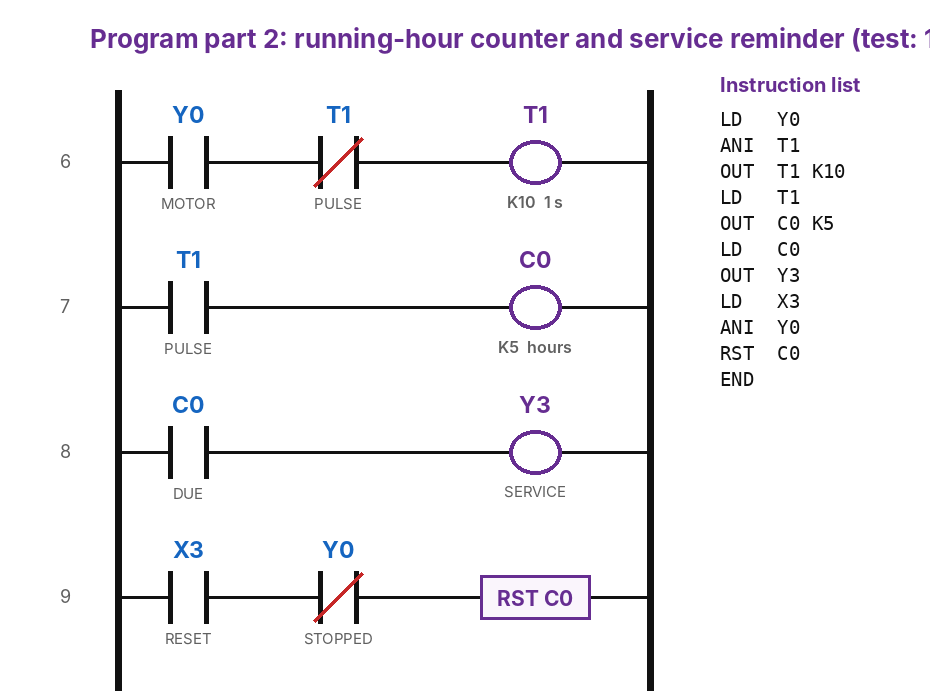 Program part 2: running-hour counter and service reminder (test:
Instruction list
Y0 T1 T1
6
MOTOR PULSE K10 1 s
T1 C0
7
PULSE K5 hours
C0 Y3
8
DUE SERVICE
X3 Y0
9 RST C0
RESET STOPPED
LD Y0
ANI T1
OUT T1 K10
LD T1
OUT C0 K5
LD C0
OUT Y3
LD X3
ANI Y0
RST C0
END